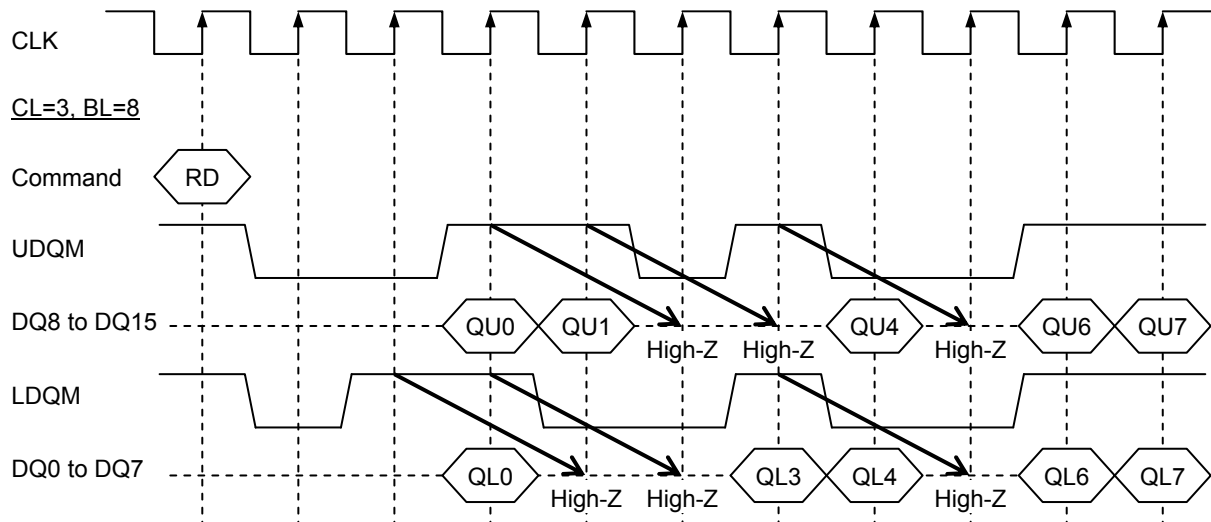 CLK
CL=3, BL=8
Command RD
UDQM
DQ8 to DQ15 QU0 QU1 QU4 QU6 QU7
High-Z High-Z High-Z
LDQM
DQ0 to DQ7 QL0 QL3 QL4 QL6 QL7
High-Z High-Z High-Z